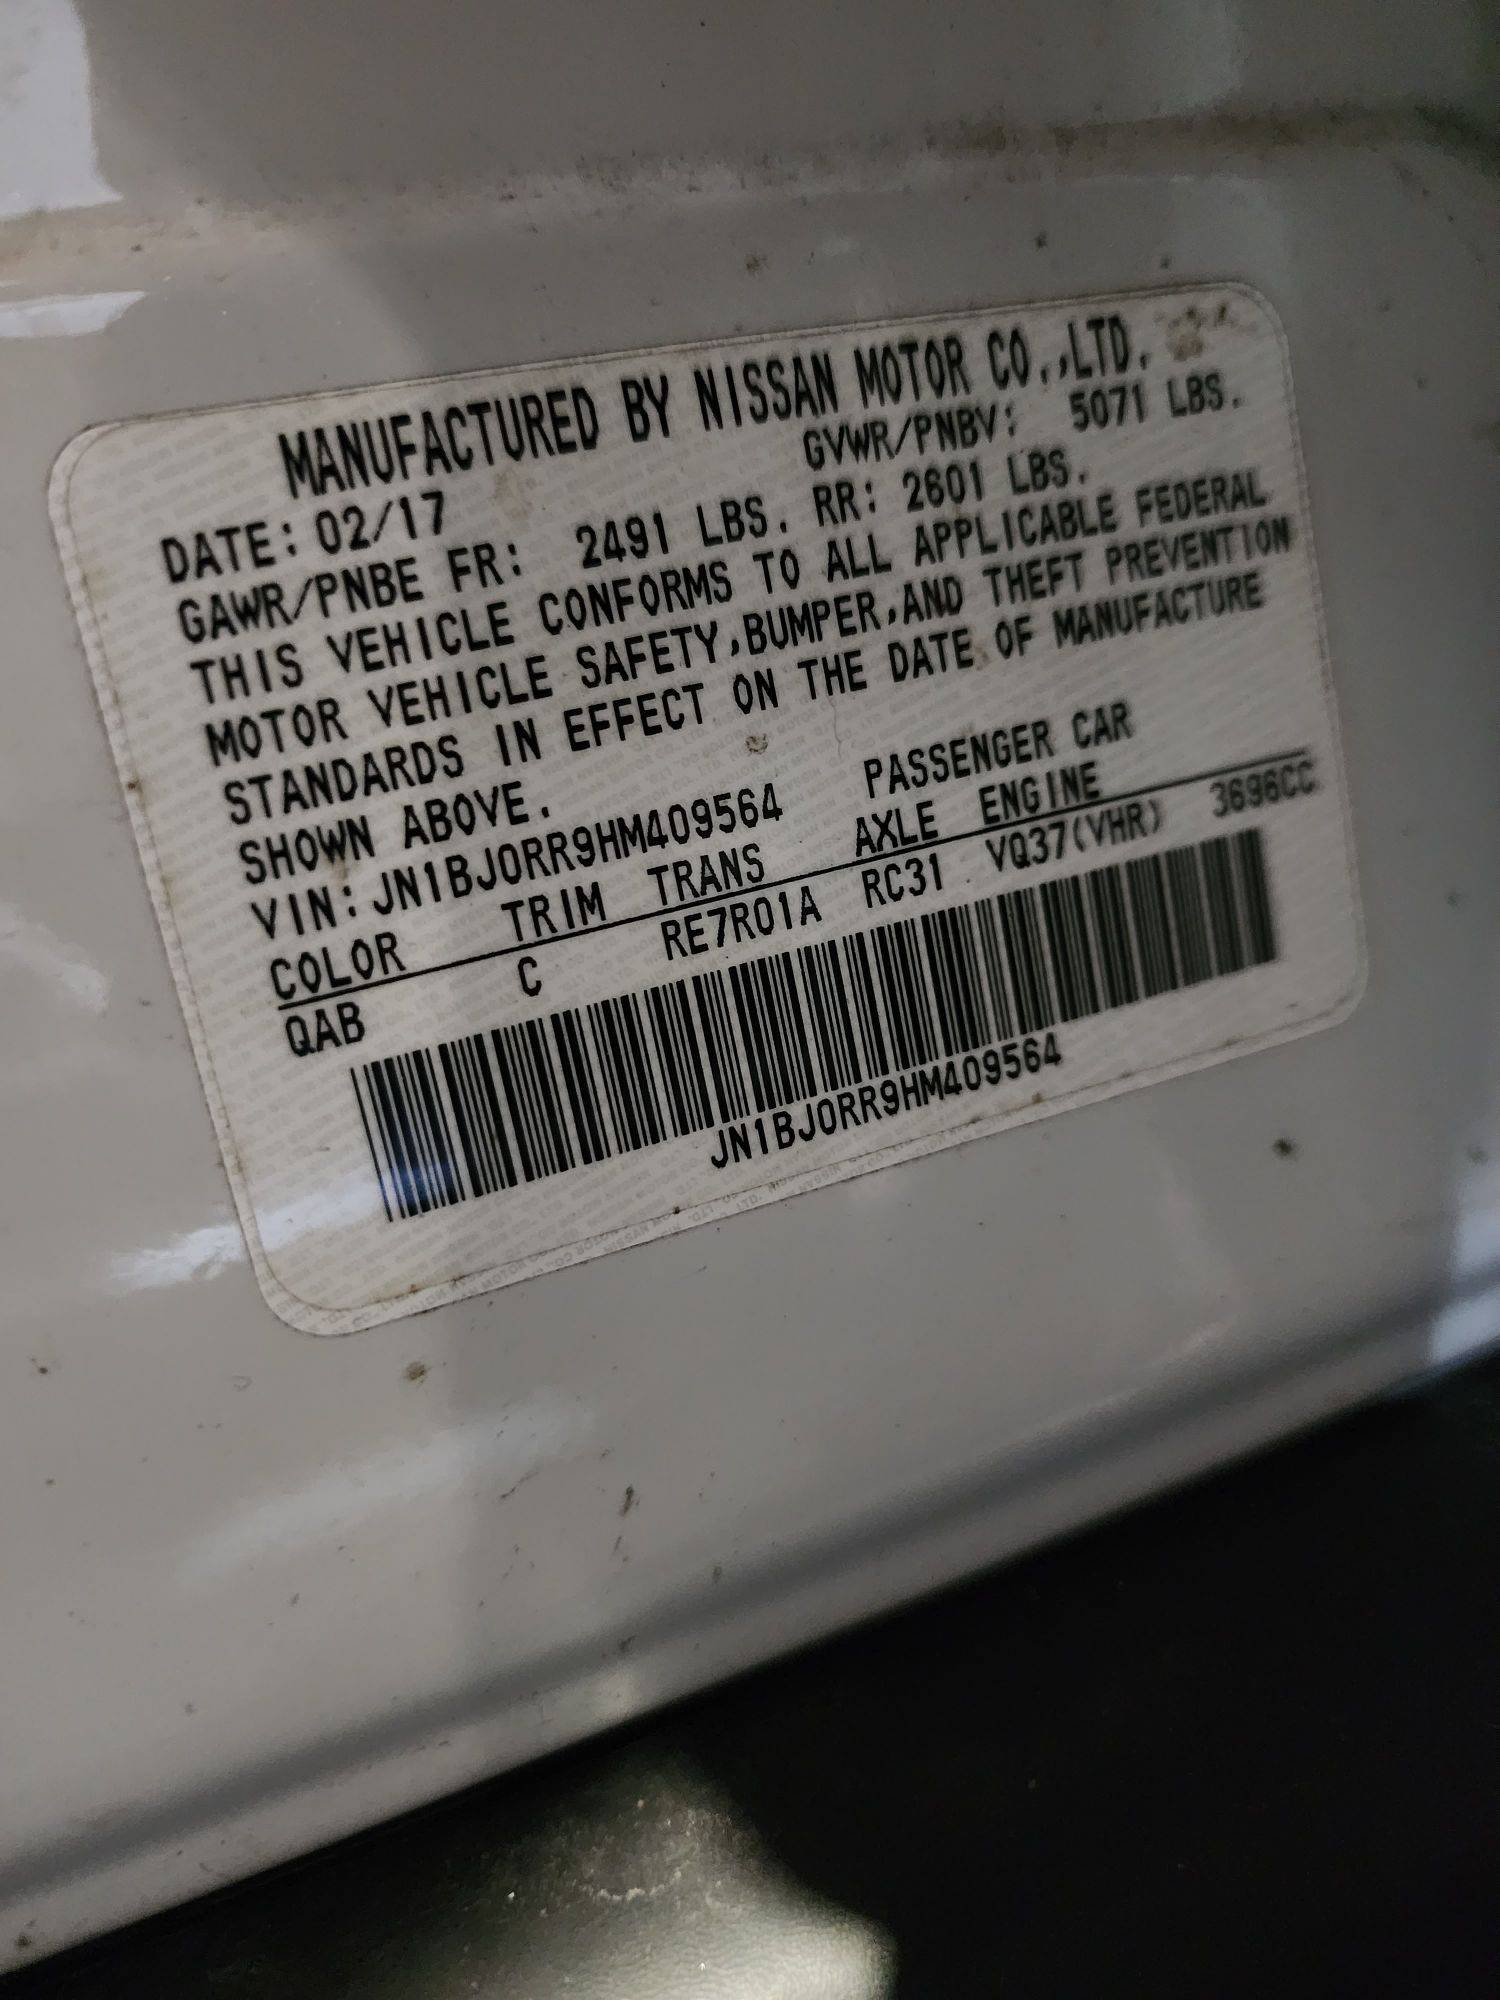 MANUFACTURED BY NISSAN MOTOR CO.,LTD.
DATE: 02/17 GVWR/PNBV: 5071 LBS.
GAWR/PNBE FR: 2491 LBS. RR: 2601 LBS.
THIS VEHICLE CONFORMS TO ALL APPLICABLE FEDERAL
MOTOR VEHICLE SAFETY,BUMPER,AND THEFT PREVENTION
STANDARDS IN EFFECT ON THE DATE OF MANUFACTURE
SHOWN ABOVE.
VIN: JN1BJ0RR9HM409564 PASSENGER CAR
COLOR TRIM TRANS AXLE ENGINE
QAB C RE7R01A RC31 VQ37(VHR) 3696CC
JN1BJ0RR9HM409564